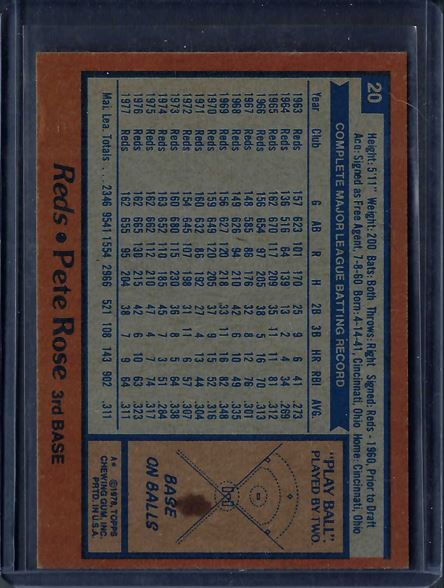 20
Height: 5'11" Weight: 200 Bats: Both Throws: Right Signed: Reds - 1960, Prior to Draft
Acq: Signed as Free Agent, 7-8-60 Born: 4-14-41, Cincinnati, Ohio Home: Cincinnati, Ohio
COMPLETE MAJOR LEAGUE BATTING RECORD
Year Club G AB R H 2B 3B HR RBI AVG.
1963 Reds 157 623 101 170 25 9 6 41 .273
1964 Reds 136 516 64 139 13 2 4 34 .269
1965 Reds 162 670 117 209 35 11 11 81 .312
1966 Reds 156 654 97 205 38 5 16 70 .313
1967 Reds 148 585 86 176 32 8 12 76 .301
1968 Reds 149 626 94 210 42 6 10 49 .335
1969 Reds 156 627 120 218 33 11 16 82 .348
1970 Reds 159 649 120 205 37 9 15 52 .316
1971 Reds 160 632 86 192 27 4 13 44 .304
1972 Reds 154 645 107 198 31 11 6 57 .307
1973 Reds 160 680 115 230 36 8 5 64 .338
1974 Reds 163 652 110 185 45 7 3 51 .284
1975 Reds 162 662 112 210 47 4 7 74 .317
1976 Reds 162 665 130 215 42 6 10 63 .323
1977 Reds 162 655 95 204 38 7 9 64 .311
Maj. Lea. Totals . . . 2346 9541 1554 2966 521 108 143 902 .311
"PLAY BALL".
PLAYED BY TWO.
BASE
ON BALLS
A* ©1978, TOPPS
CHEWING GUM, INC.
PRTD. IN U.S.A.
Reds • Pete Rose 3rd BASE